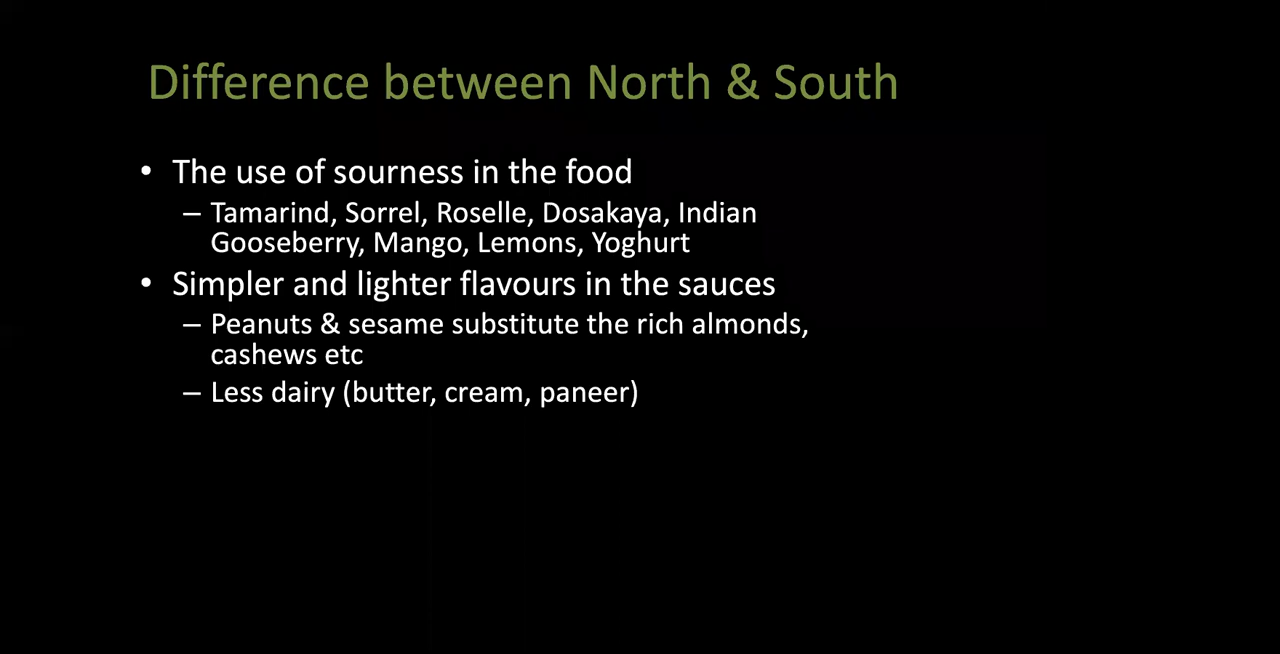 Difference between North & South
• The use of sourness in the food
– Tamarind, Sorrel, Roselle, Dosakaya, Indian
Gooseberry, Mango, Lemons, Yoghurt
• Simpler and lighter flavours in the sauces
– Peanuts & sesame substitute the rich almonds,
cashews etc
– Less dairy (butter, cream, paneer)